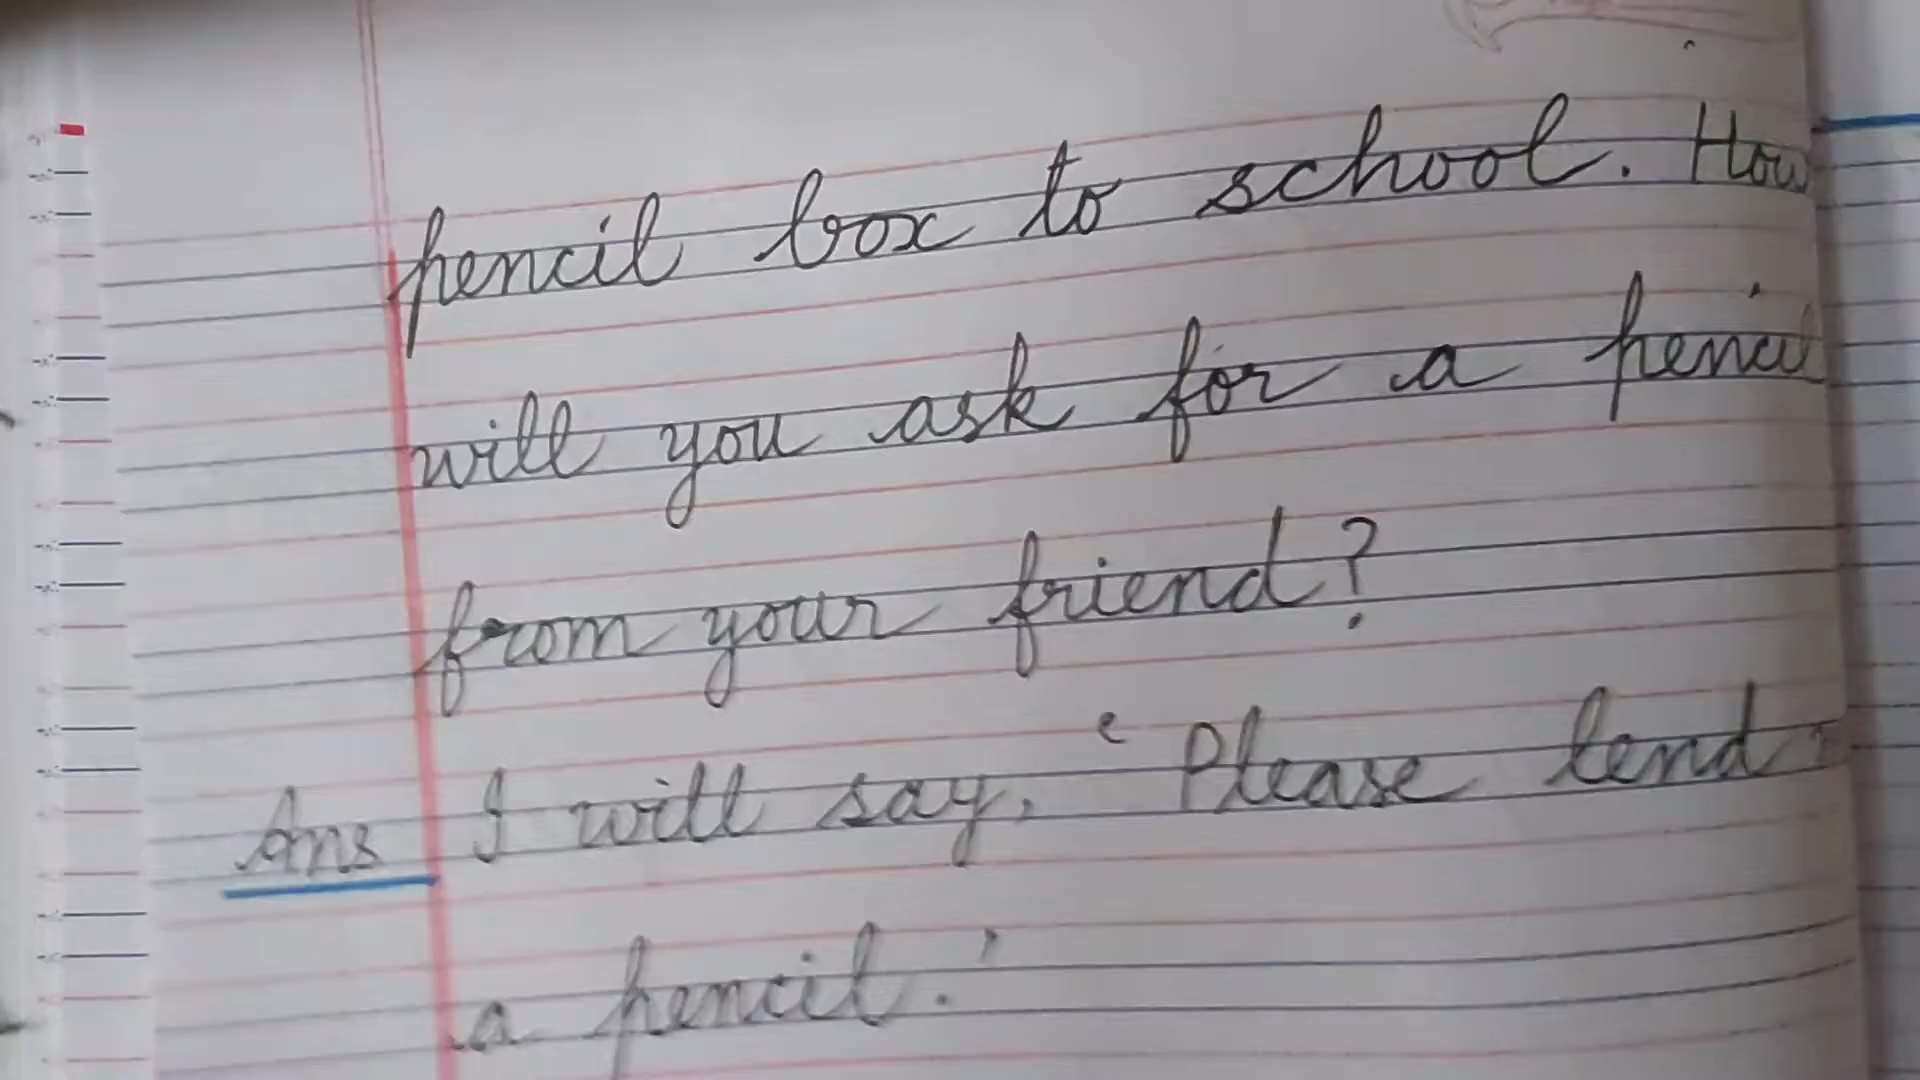 pencil box to school. How
will you ask for a pencil
from your friend?
Ans I will say, ‘Please lend
a pencil.’